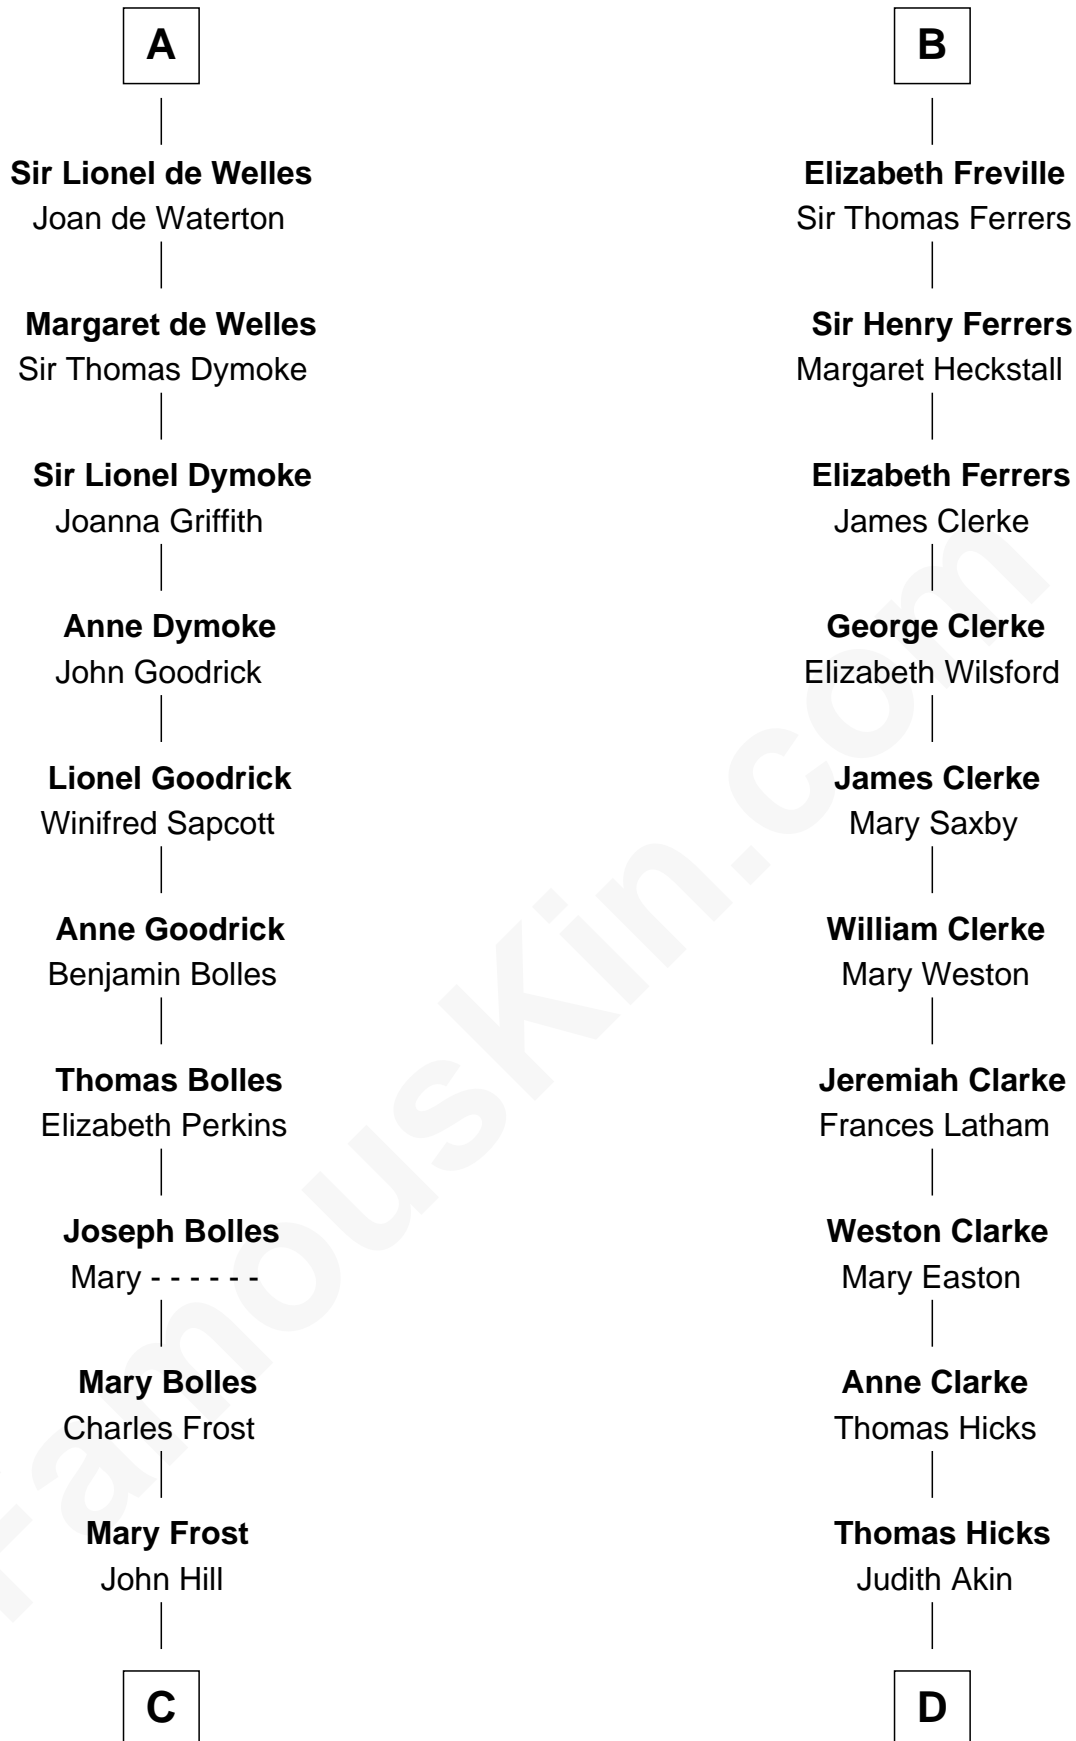 A
Sir Lionel de Welles
Joan de Waterton
Margaret de Welles
Sir Thomas Dymoke
Sir Lionel Dymoke
Joanna Griffith
Anne Dymoke
John Goodrick
Lionel Goodrick
Winifred Sapcott
Anne Goodrick
Benjamin Bolles
Thomas Bolles
Elizabeth Perkins
Joseph Bolles
Mary - - - - - -
Mary Bolles
Charles Frost
Mary Frost
John Hill
C
B
Elizabeth Freville
Sir Thomas Ferrers
Sir Henry Ferrers
Margaret Heckstall
Elizabeth Ferrers
James Clerke
George Clerke
Elizabeth Wilsford
James Clerke
Mary Saxby
William Clerke
Mary Weston
Jeremiah Clarke
Frances Latham
Weston Clarke
Mary Easton
Anne Clarke
Thomas Hicks
Thomas Hicks
Judith Akin
D
FamousKin.com